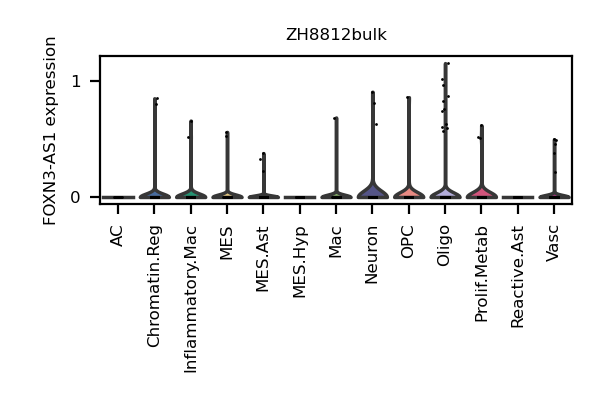 ZH8812bulk
FOXN3-AS1 expression
1
0
AC
Chromatin.Reg
Inflammatory.Mac
MES
MES.Ast
MES.Hyp
Mac
Neuron
OPC
Oligo
Prolif.Metab
Reactive.Ast
Vasc